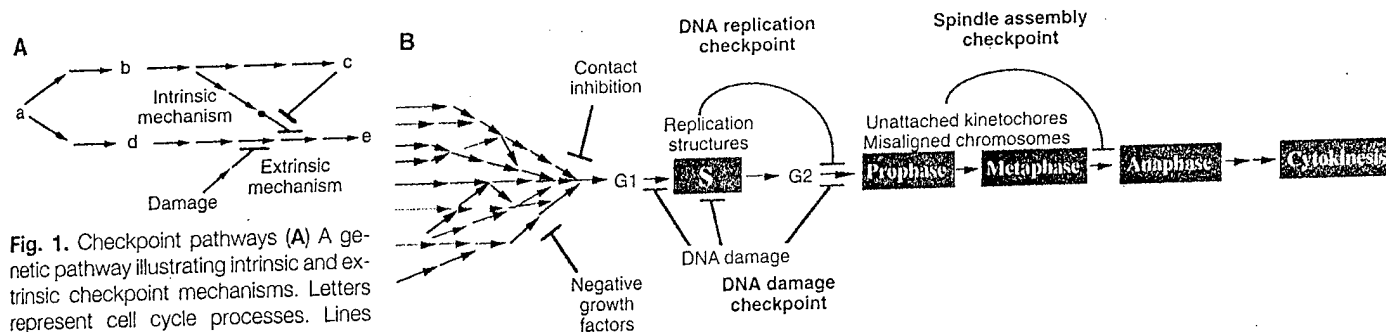 A
b
c
a
Intrinsic
mechanism
d
e
Extrinsic
mechanism
Damage
Fig. 1. Checkpoint pathways (A) A ge-
netic pathway illustrating intrinsic and ex-
trinsic checkpoint mechanisms. Letters
represent cell cycle processes. Lines
B
DNA replication
checkpoint
Spindle assembly
checkpoint
Contact
inhibition
Replication
structures
Unattached kinetochores
Misaligned chromosomes
G1
S
G2
Prophase
Metaphase
Anaphase
Cytokinesis
DNA damage
DNA damage
checkpoint
Negative
growth
factors